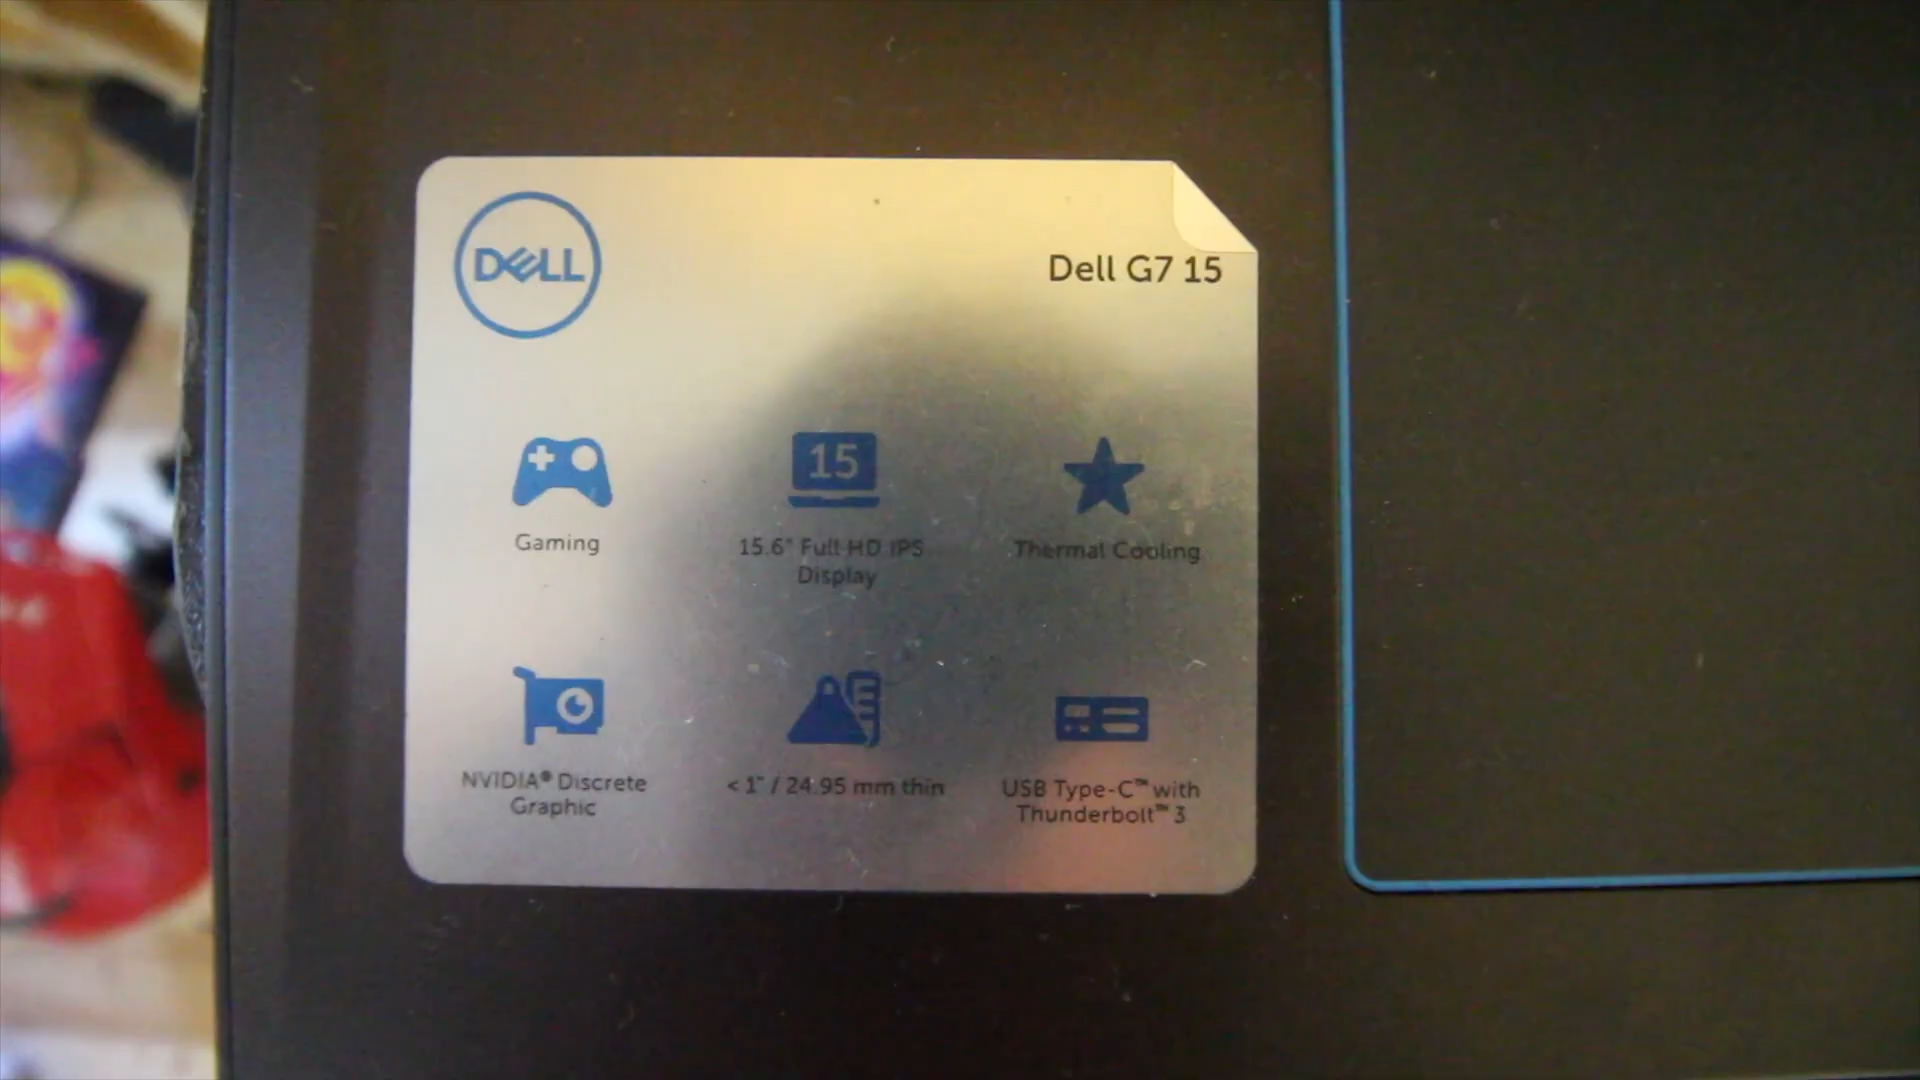 DELL
Dell G7 15
15
Gaming
15.6" Full HD IPS
Display
Thermal Cooling
NVIDIA® Discrete
Graphic
< 1" / 24.95 mm thin
USB Type-C™ with
Thunderbolt™ 3